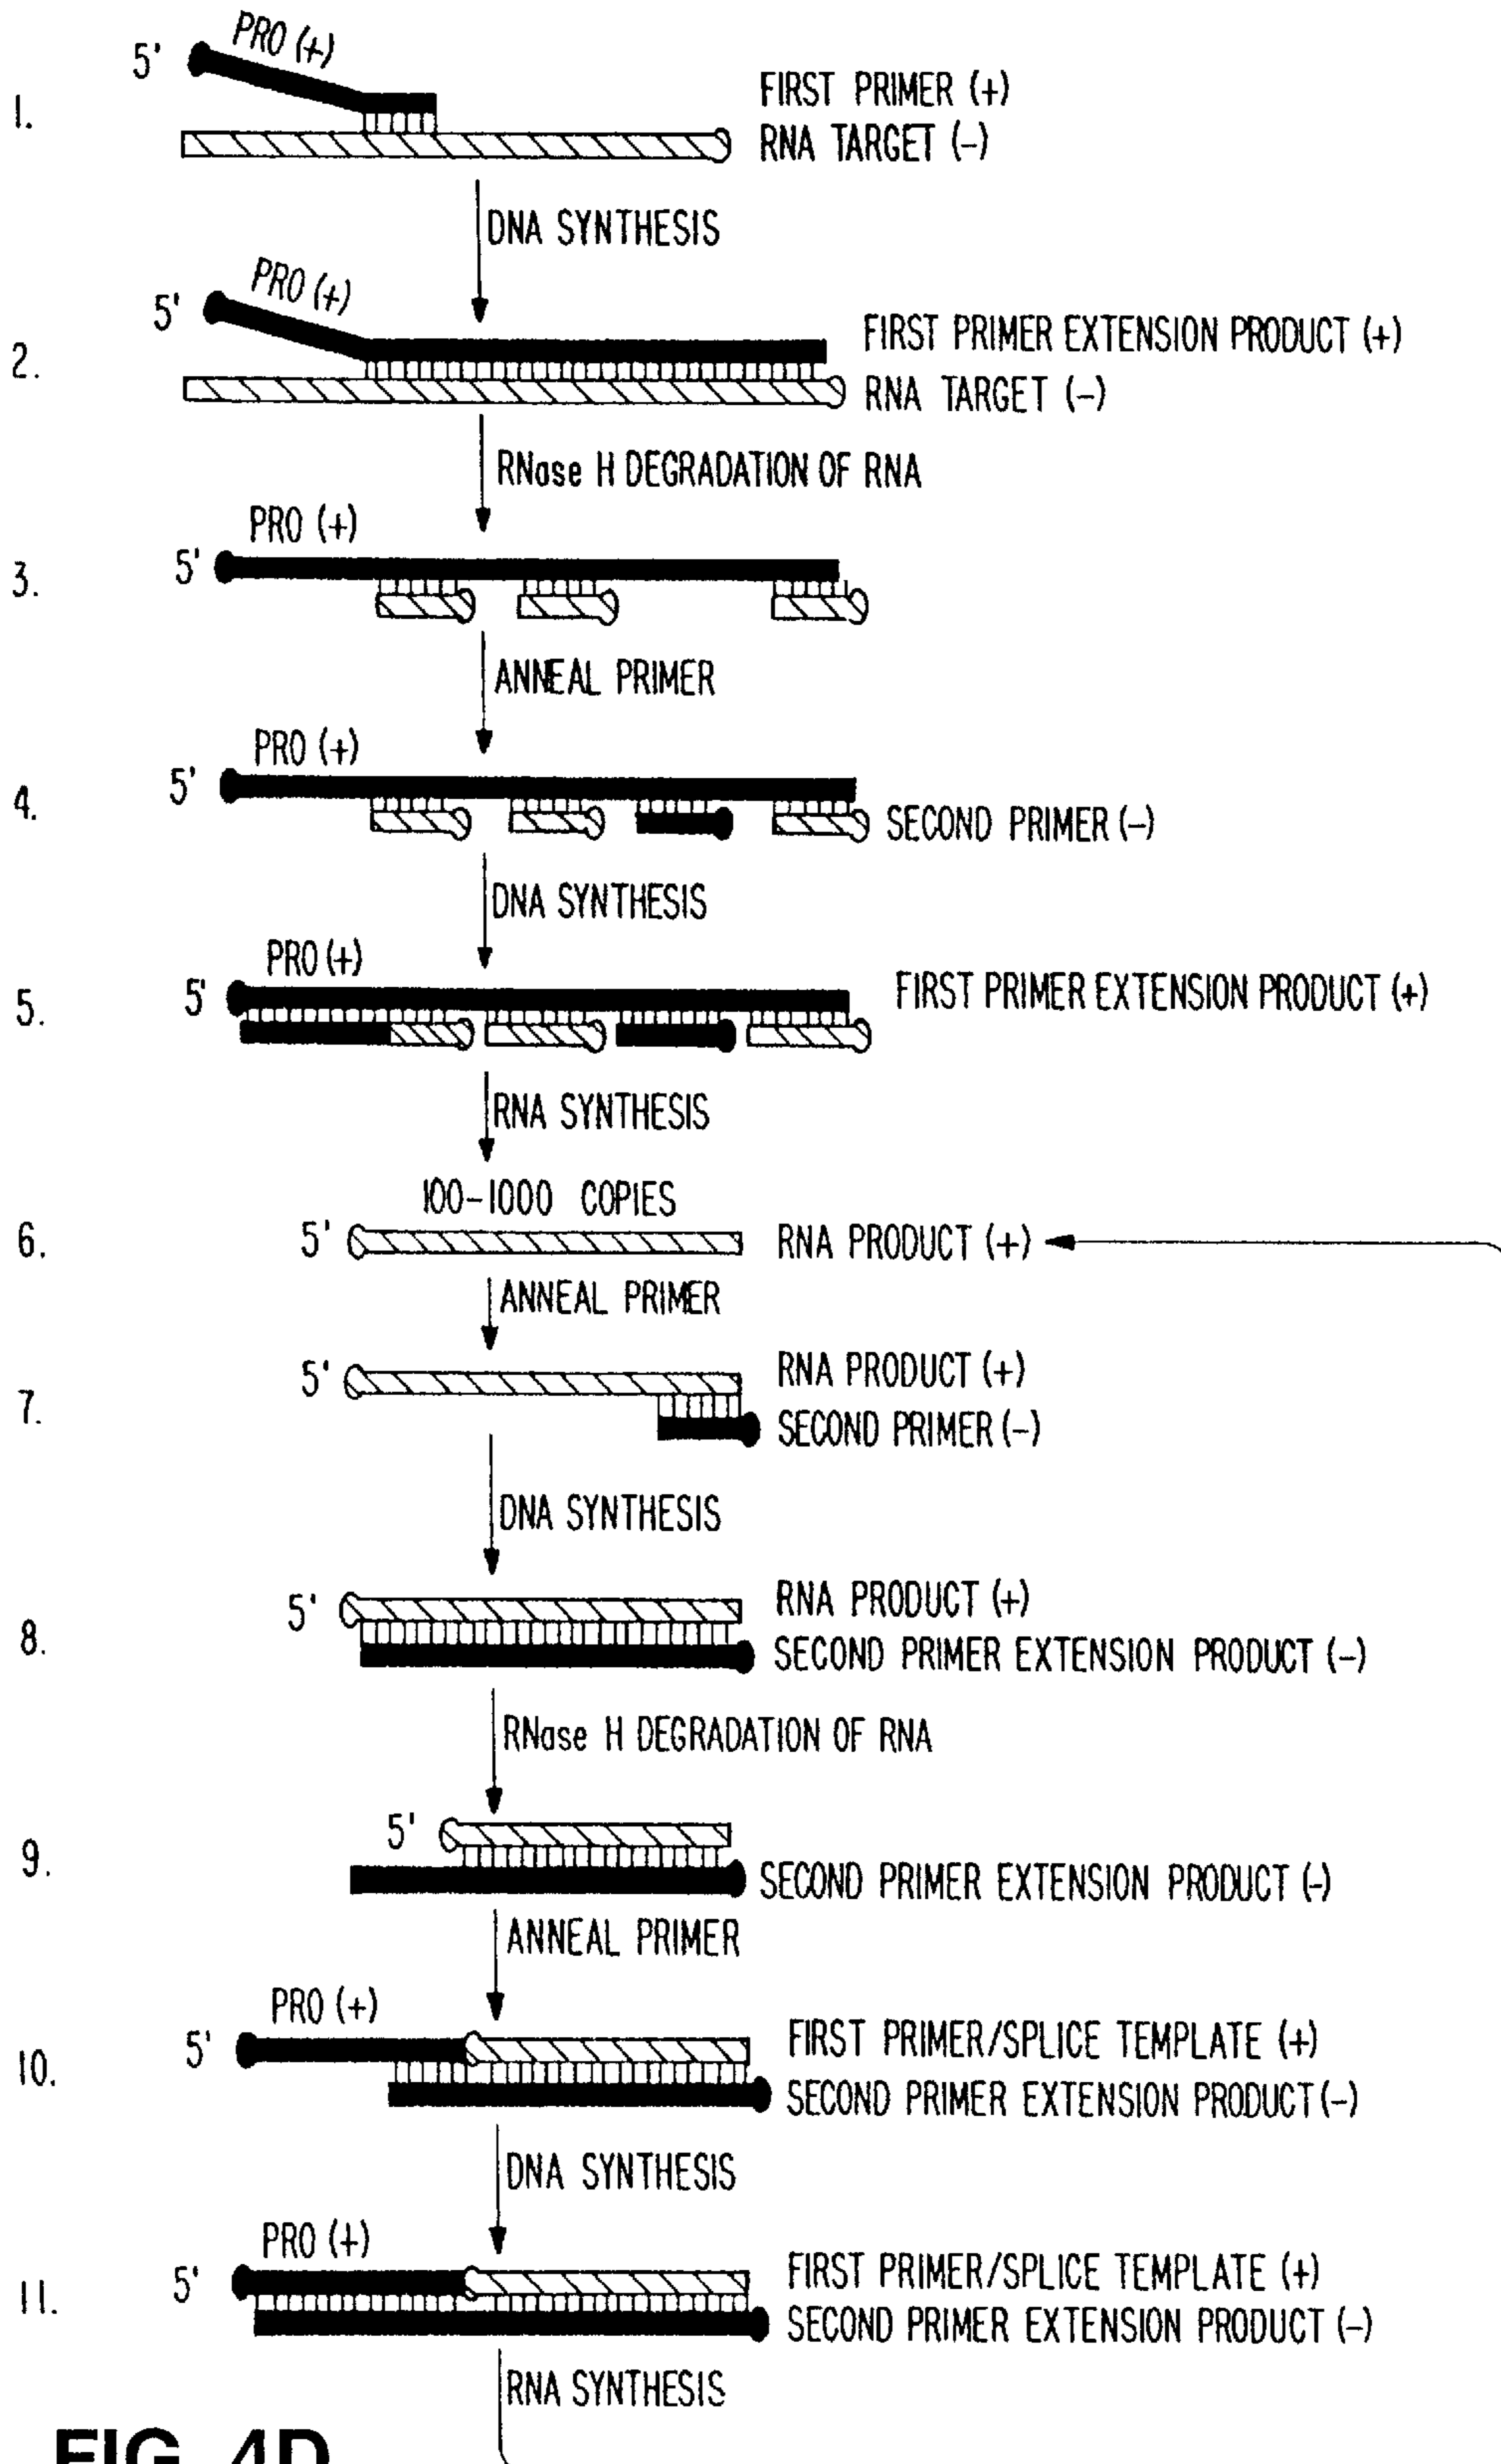 5' PRO (+)
1.
FIRST PRIMER (+)
RNA TARGET (-)
DNA SYNTHESIS
5' PRO (+)
2.
FIRST PRIMER EXTENSION PRODUCT (+)
RNA TARGET (-)
RNase H DEGRADATION OF RNA
PRO (+)
3. 5'
ANNEAL PRIMER
PRO (+)
4. 5'
SECOND PRIMER (-)
DNA SYNTHESIS
PRO (+)
5. 5' FIRST PRIMER EXTENSION PRODUCT (+)
RNA SYNTHESIS
100-1000 COPIES
6. 5' RNA PRODUCT (+)
ANNEAL PRIMER
5' RNA PRODUCT (+)
7.
SECOND PRIMER (-)
DNA SYNTHESIS
5' RNA PRODUCT (+)
8.
SECOND PRIMER EXTENSION PRODUCT (-)
RNase H DEGRADATION OF RNA
5'
9.
SECOND PRIMER EXTENSION PRODUCT (-)
ANNEAL PRIMER
PRO (+)
5' FIRST PRIMER/SPLICE TEMPLATE (+)
10.
SECOND PRIMER EXTENSION PRODUCT (-)
DNA SYNTHESIS
PRO (+)
5' FIRST PRIMER/SPLICE TEMPLATE (+)
11.
SECOND PRIMER EXTENSION PRODUCT (-)
RNA SYNTHESIS
FIG. 4D